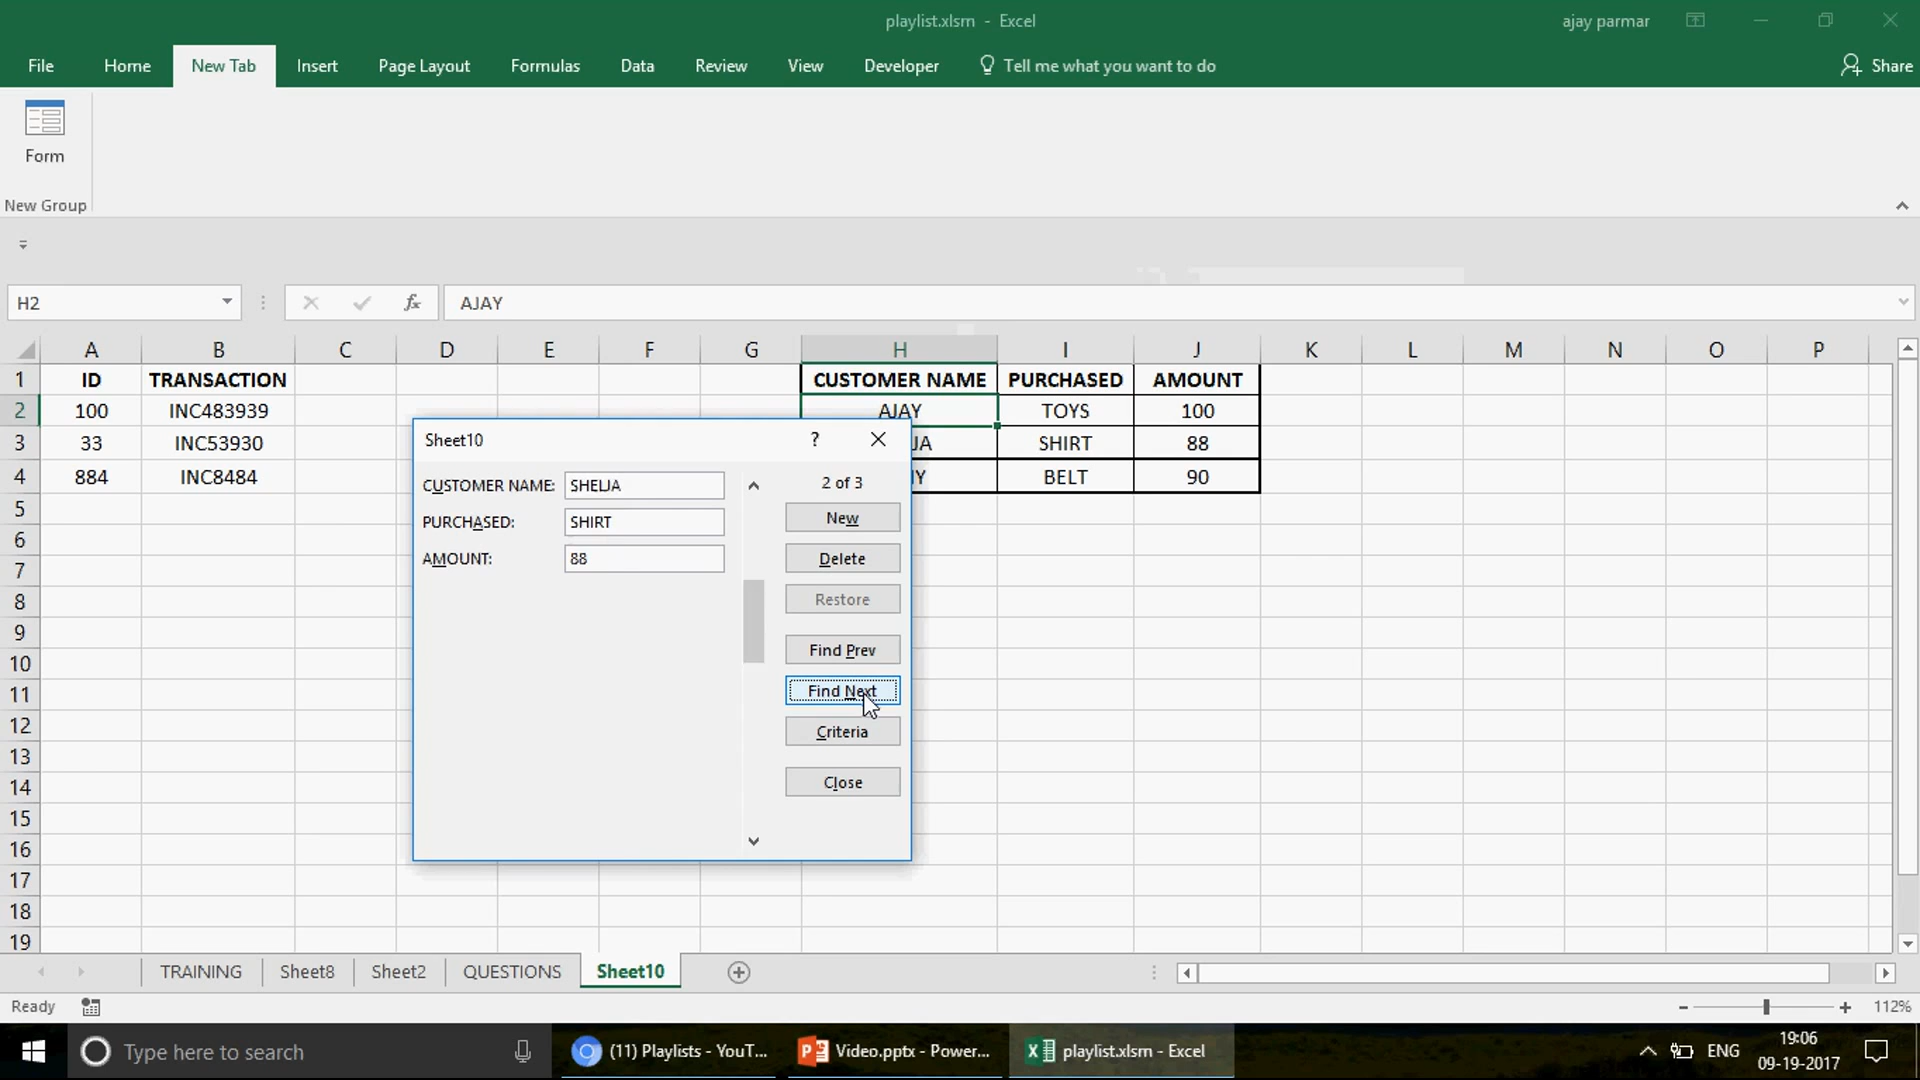 playlist.xlsm - Excel
ajay parmar
File Home New Tab Insert Page Layout Formulas Data Review View Developer Tell me what you want to do Share
Form
New Group
H2 fx AJAY
A B C D E F G H I J K L M N O P
1 ID TRANSACTION CUSTOMER NAME PURCHASED AMOUNT
2 100 INC483939 AJAY TOYS 100
3 33 INC53930 JA SHIRT 88
4 884 INC8484 Y BELT 90
5
6
7
8
9
10
11
12
13
14
15
16
17
18
19
Sheet10 ?
CUSTOMER NAME: SHELJA 2 of 3
New
PURCHASED: SHIRT
AMOUNT: 88 Delete
Restore
Find Prev
Find Next
Criteria
Close
TRAINING Sheet8 Sheet2 QUESTIONS Sheet10
Ready 112%
Type here to search (11) Playlists - YouT... Video.pptx - Power... playlist.xlsm - Excel ENG 19:06
09-19-2017